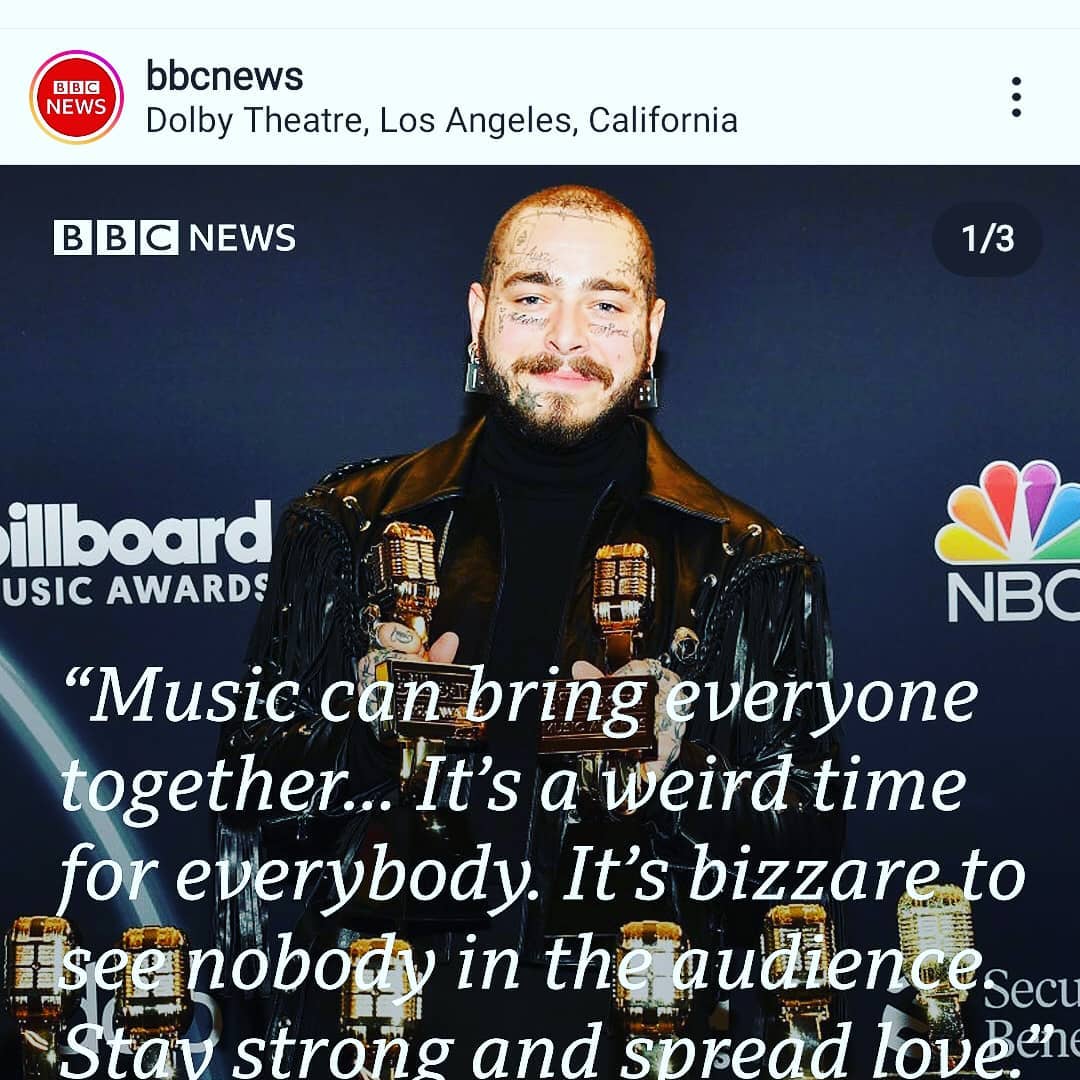 BBC
NEWS
bbcnews
Dolby Theatre, Los Angeles, California
BBC NEWS
1/3
illboard
USIC AWARDS
NBC
“Music can bring everyone
together... It’s a weird time
for everybody. It’s bizzare to
see nobody in the audience.
Stay strong and spread love.”
Secu
Bene